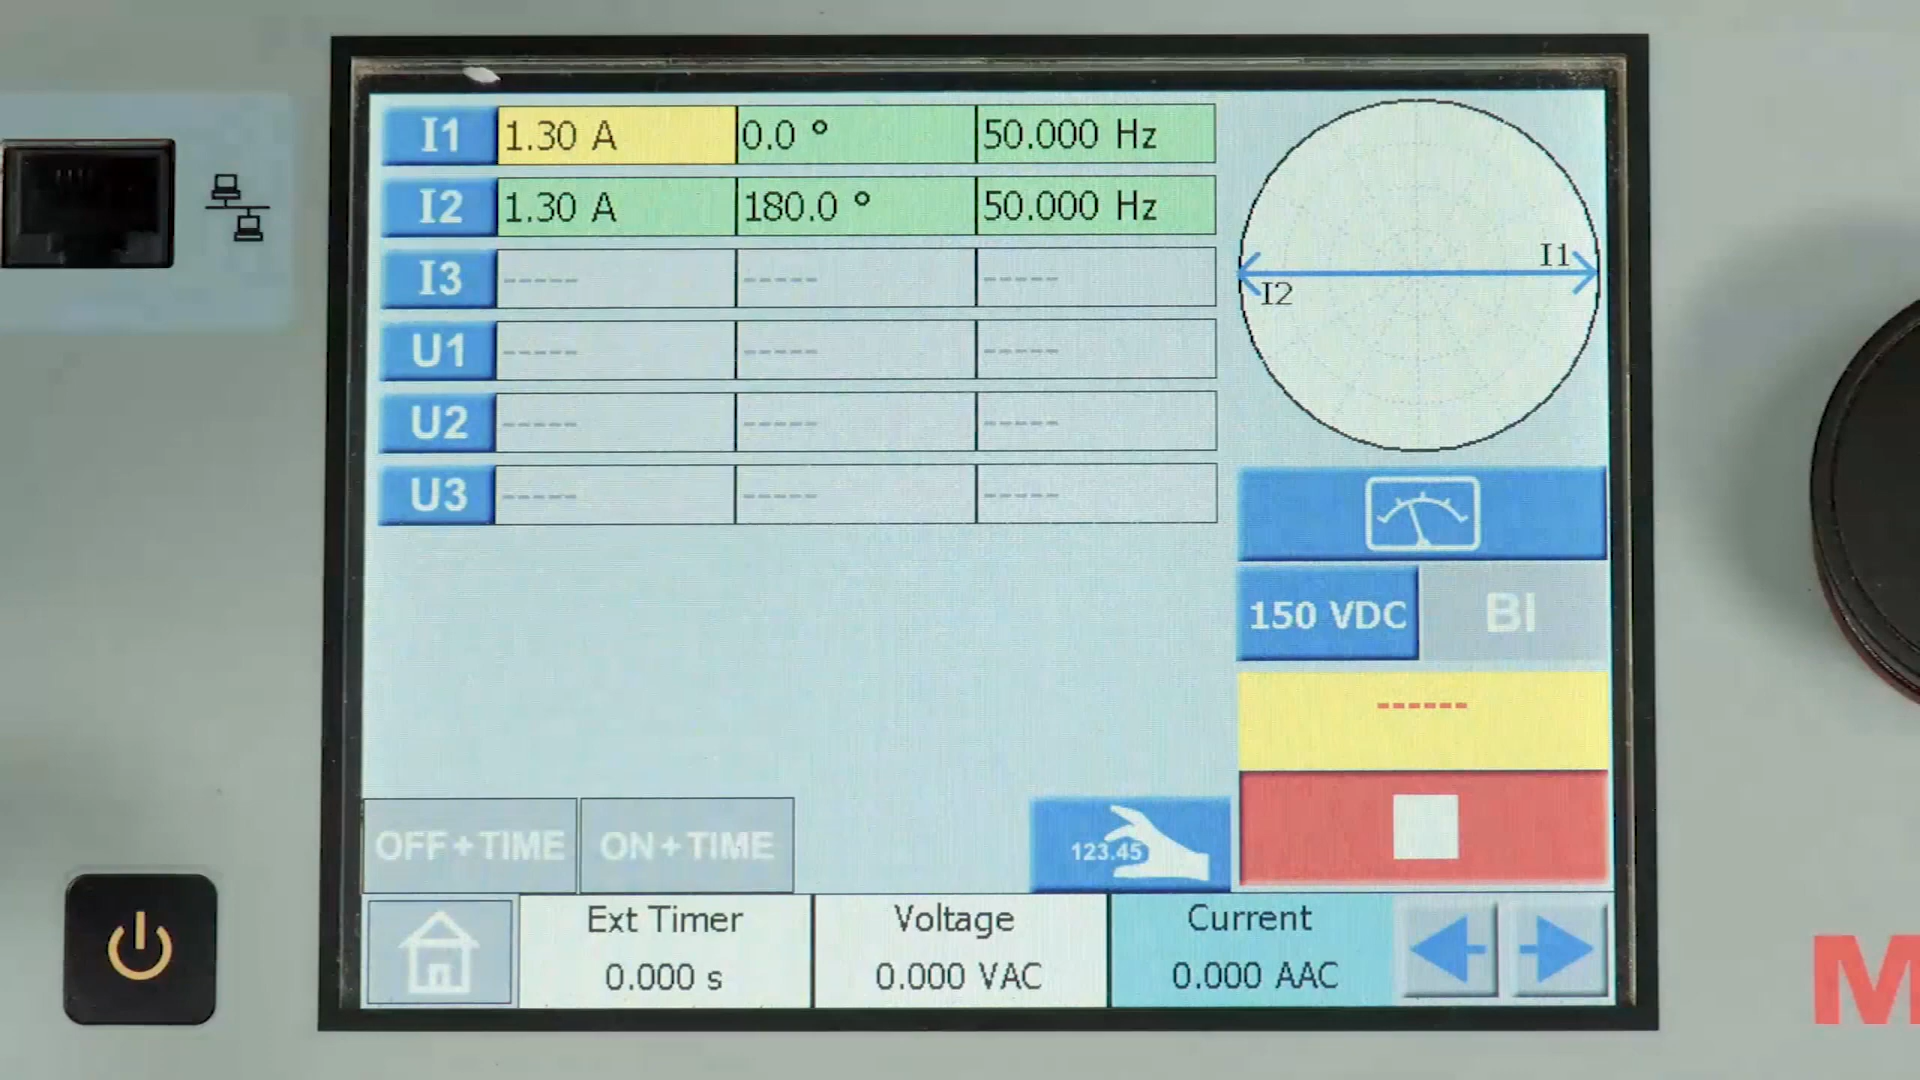 I1 1.30 A 0.0 ° 50.000 Hz
I2 1.30 A 180.0 ° 50.000 Hz
I3 ----- ----- -----
U1 ----- ----- -----
U2 ----- ----- -----
U3 ----- ----- -----
I1
I2
150 VDC BI
------
OFF+TIME ON+TIME 123.45
Ext Timer Voltage Current
0.000 s 0.000 VAC 0.000 AAC
M